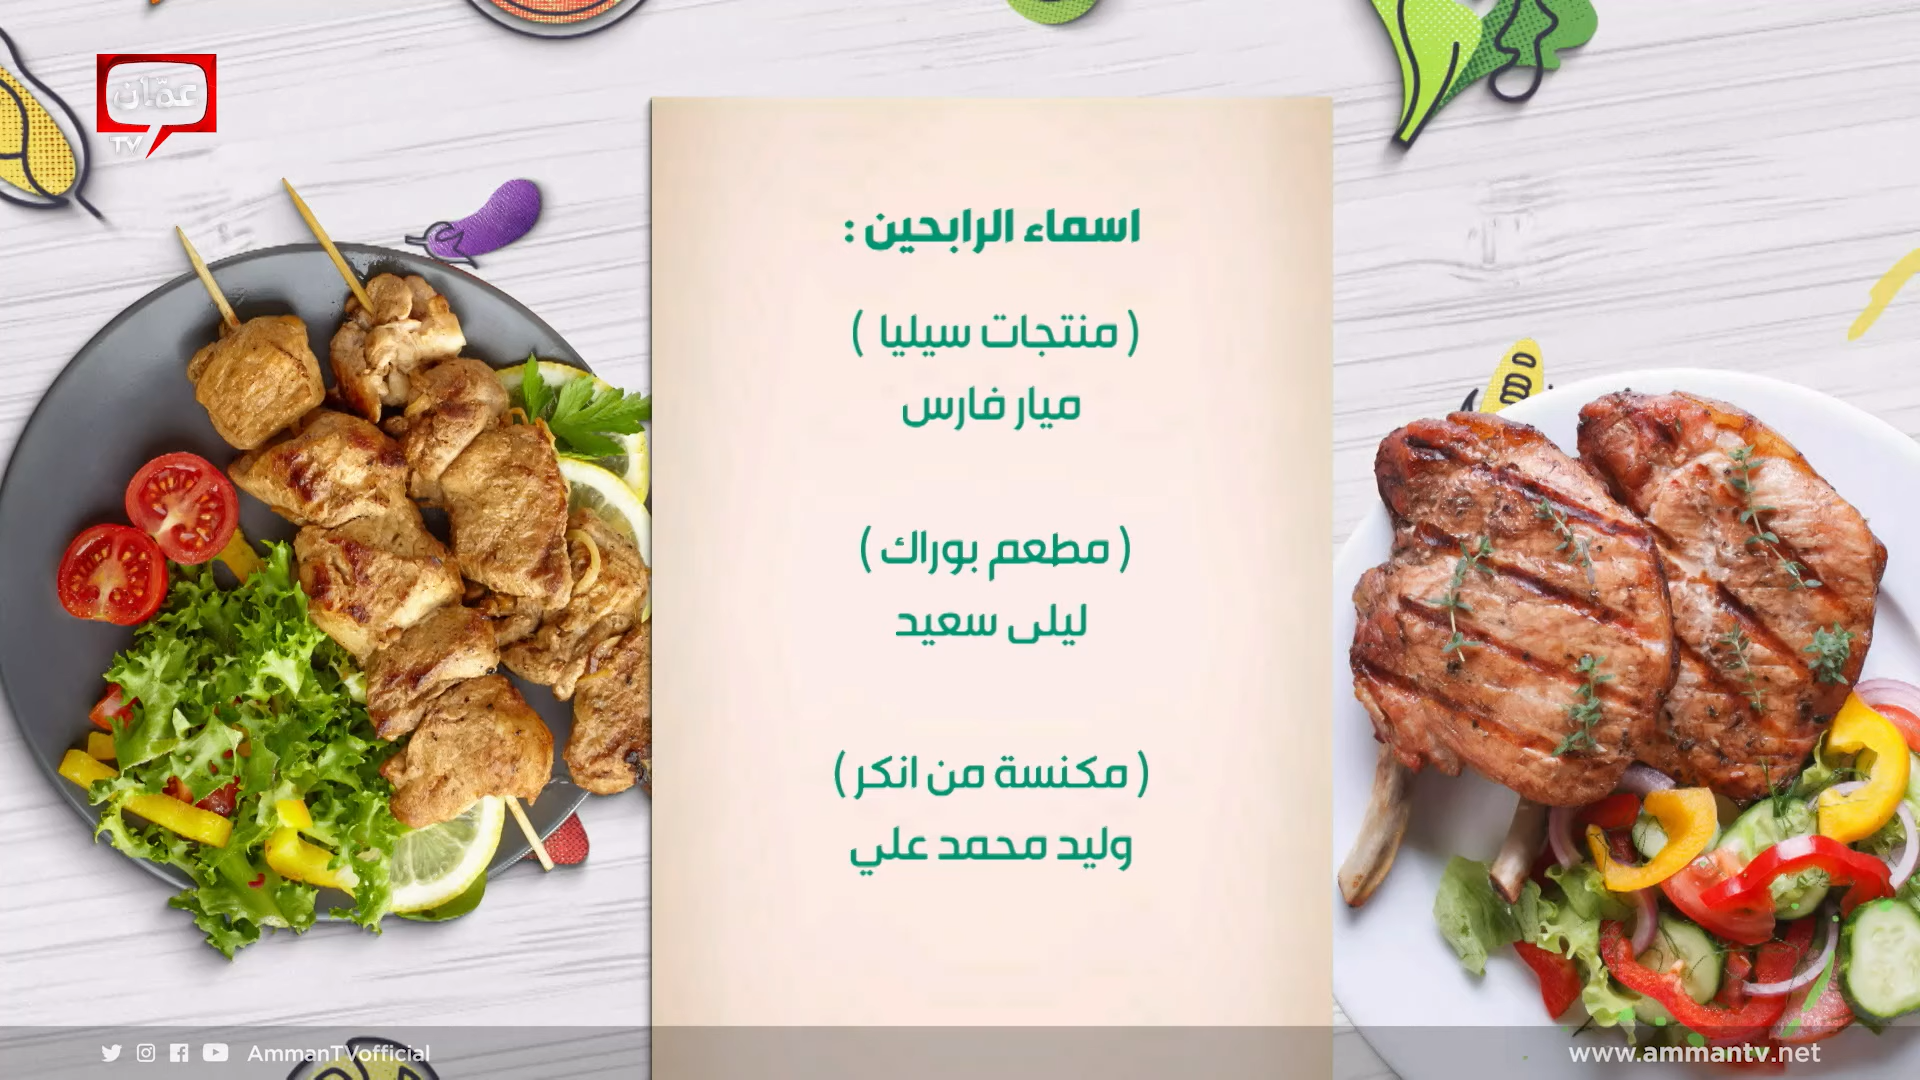 عمّان
TV
اسماء الرابحين :
( منتجات سيليا )
ميار فارس
( مطعم بوراك )
ليلى سعيد
( مكنسة من انكر )
وليد محمد علي
AmmanTVofficial
www.ammantv.net